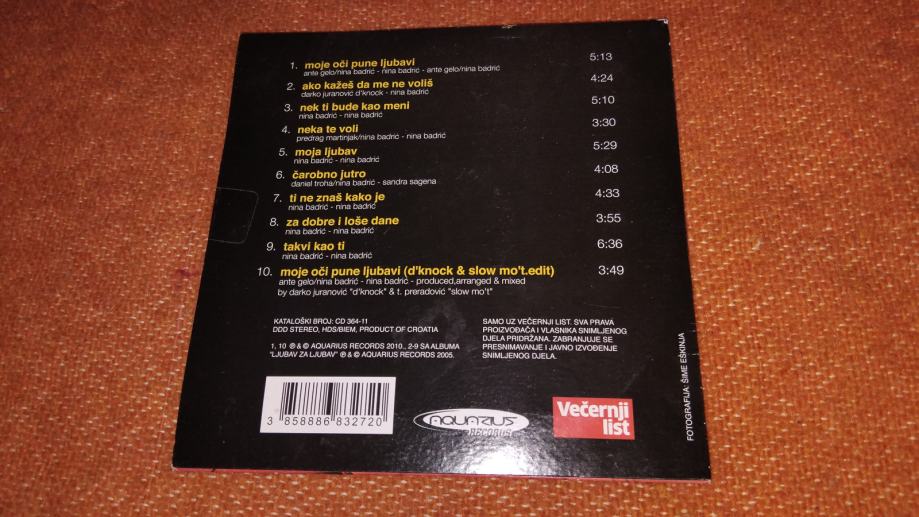 1. moje oči pune ljubavi 5:13
ante gelo/nina badrić - nina badrić - ante gelo/nina badrić
2. ako kažeš da me ne voliš 4:24
darko juranović d'knock - nina badrić
3. nek ti bude kao meni 5:10
nina badrić - nina badrić
4. neka te voli 3:30
predrag martinjak/nina badrić - nina badrić
5. moja ljubav 5:29
nina badrić - nina badrić
6. čarobno jutro 4:08
daniel troha/nina badrić - sandra sagena
7. ti ne znaš kako je 4:33
nina badrić - nina badrić
8. za dobre i loše dane 3:55
nina badrić - nina badrić
9. takvi kao ti 6:36
nina badrić - nina badrić
10. moje oči pune ljubavi (d'knock & slow mo't.edit) 3:49
ante gelo/nina badrić - nina badrić - produced,arranged & mixed
by darko juranović "d'knock" & t. preradović "slow mo't"
KATALOŠKI BROJ: CD 364-11
DDD STEREO, HDS/BIEM, PRODUCT OF CROATIA
1, 10 ℗ & © AQUARIUS RECORDS 2010., 2-9 SA ALBUMA
"LJUBAV ZA LJUBAV" ℗ & © AQUARIUS RECORDS 2005.
SAMO UZ VEČERNJI LIST. SVA PRAVA
PROIZVOĐAČA I VLASNIKA SNIMLJENOG
DJELA PRIDRŽANA. ZABRANJUJE SE
PRESNIMAVANJE I JAVNO IZVOĐENJE
SNIMLJENOG DJELA.
3 858886 832720
AQUARIUS
RECORDS
Večernji
list
FOTOGRAFIJA: ŠIME EŠKINJA